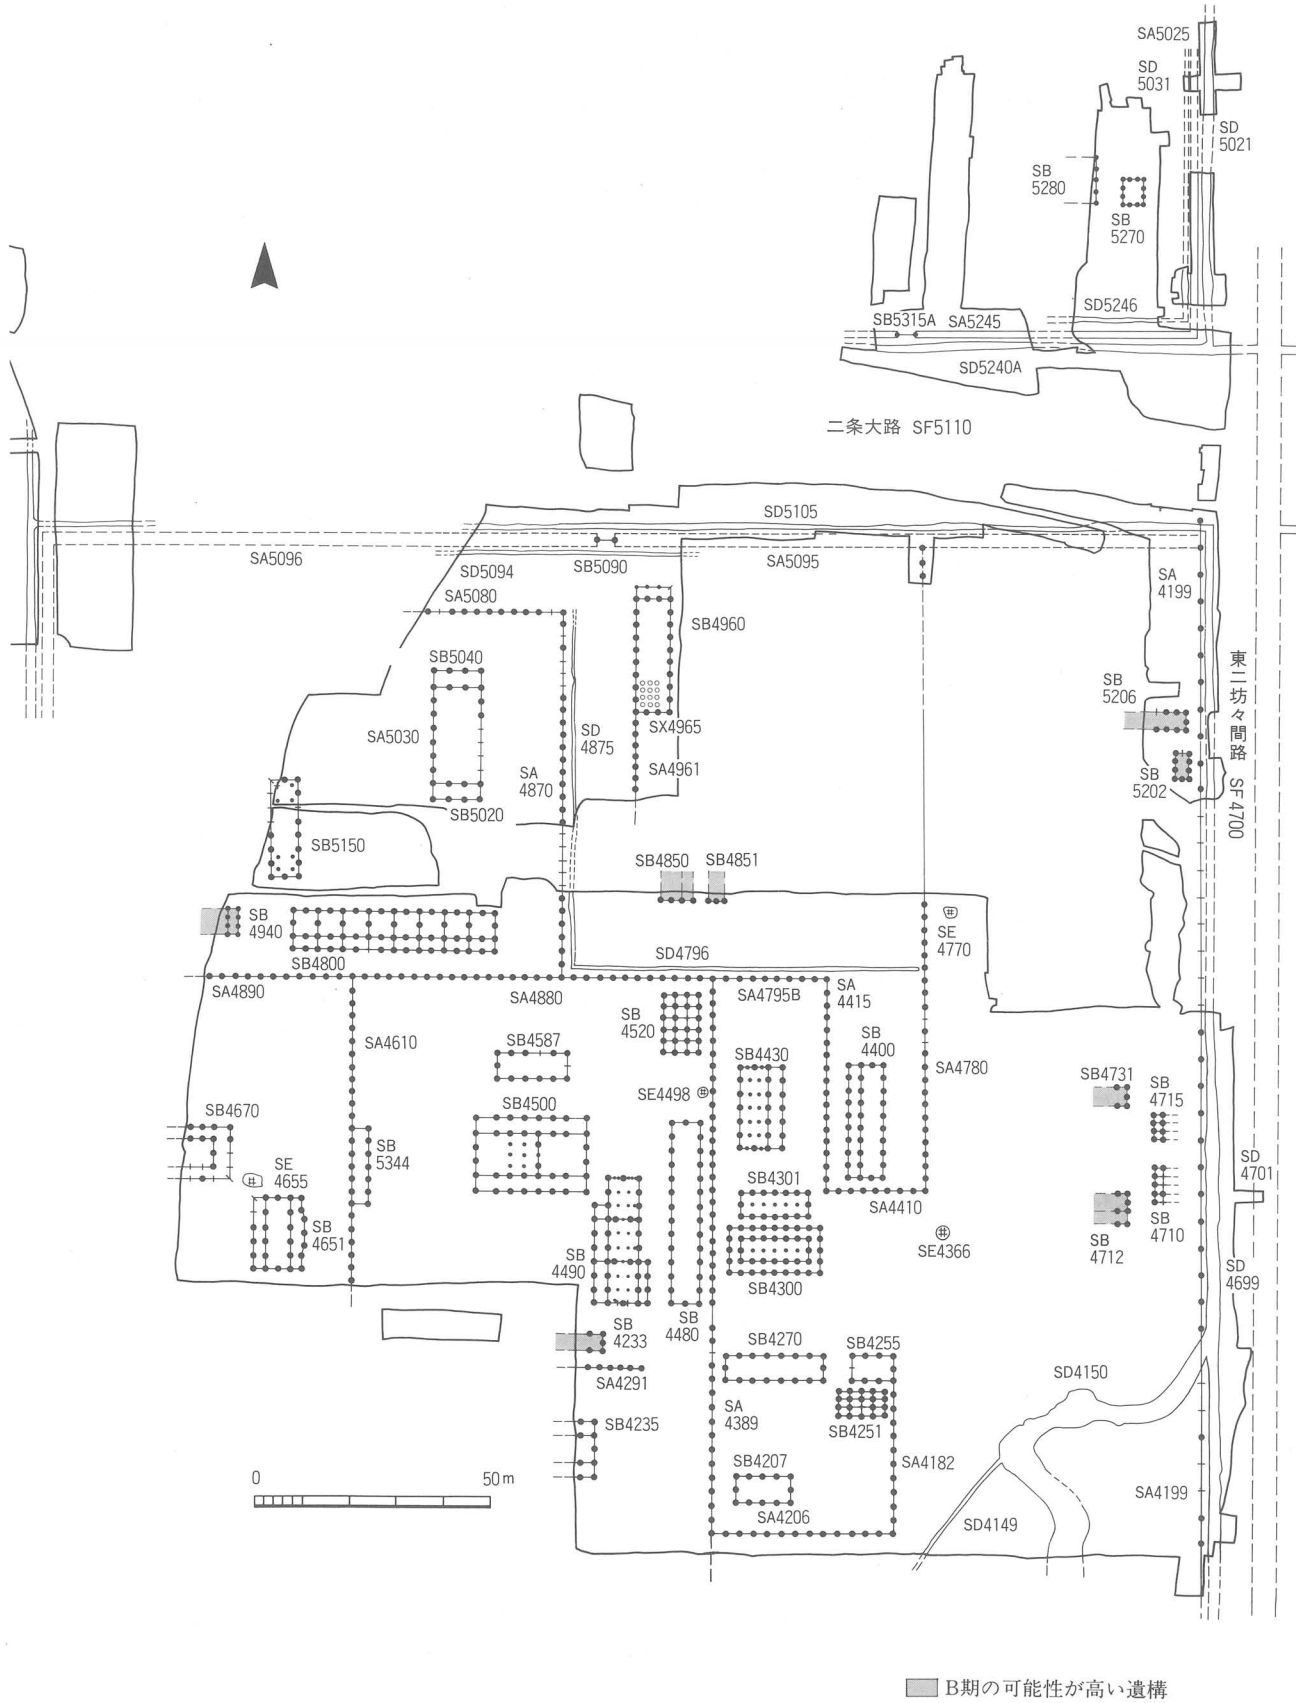 SA5025
SD
5031
SD
5021
SB
5280
SB
5270
SD5246
SB5315A
SA5245
SD5240A
二条大路 SF5110
SD5105
SA5096
SD5094
SB5090
SA5095
SA5080
SA
4199
SB4960
SB5040
SB
5206
東二坊々間路 SF4700
SA5030
SD
4875
SX4965
SA
4870
SA4961
SB
5202
SB5020
SB5150
SB4850
SB4851
SB
4940
SE
4770
SB4800
SD4796
SA4890
SA4880
SA4795B
SA
4415
SB
4520
SA4610
SB4587
SB4430
SB
4400
SA4780
SE4498
SB4731
SB
4715
SB4500
SB4670
SB
5344
SE
4655
SB4301
SD
4701
SA4410
SB
4651
SB
4490
SE4366
SB
4712
SB
4710
SB4300
SD
4699
SB
4233
SB
4480
SB4270
SB4255
SA4291
SD4150
SB4235
SA
4389
SB4251
SA4182
SB4207
SA4199
SA4206
SD4149
0 50m
B期の可能性が高い遺構